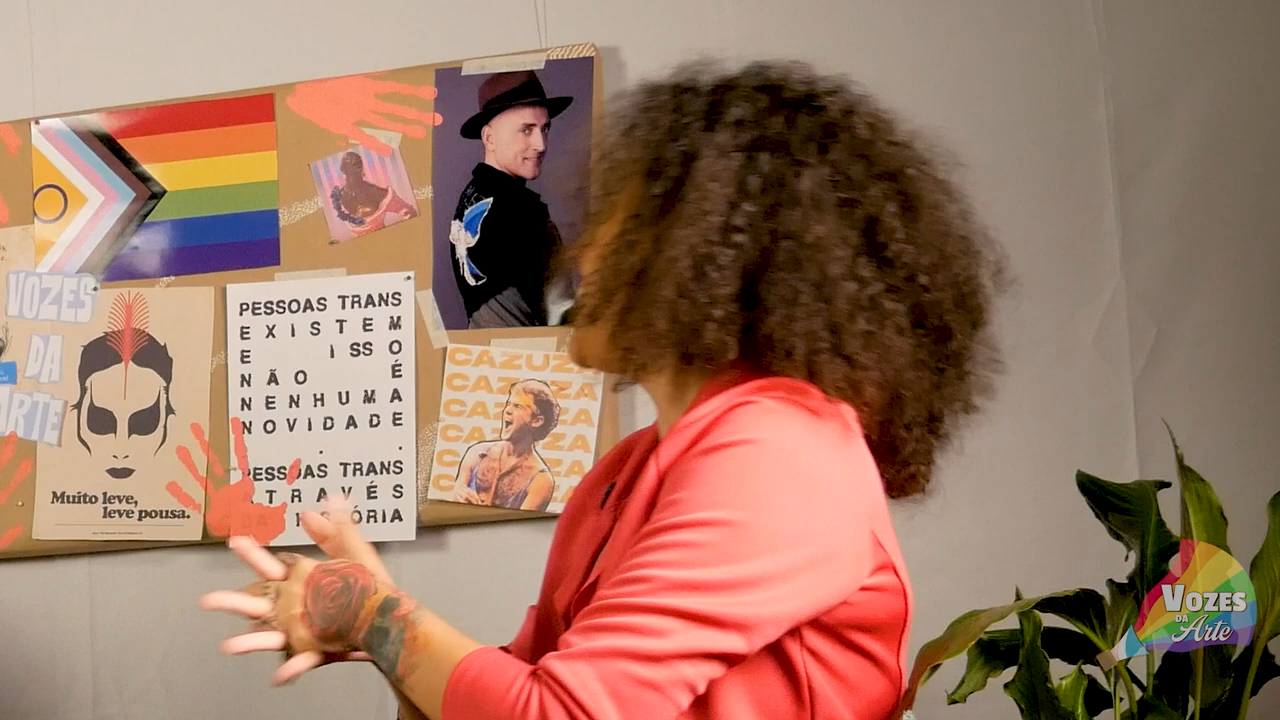 VOZES
DA
ARTE
Muito leve,
leve pousa.
PESSOAS TRANS
EXISTEM
E ISSO É
NÃO
NENHUMA
NOVIDADE
.
PESSOAS TRANS
ATRAVÉS
DA HISTÓRIA
CAZUZA
CAZUZA
CAZUZA
CAZUZA
CAZUZA
CAZUZA
VOZES
DA
Arte